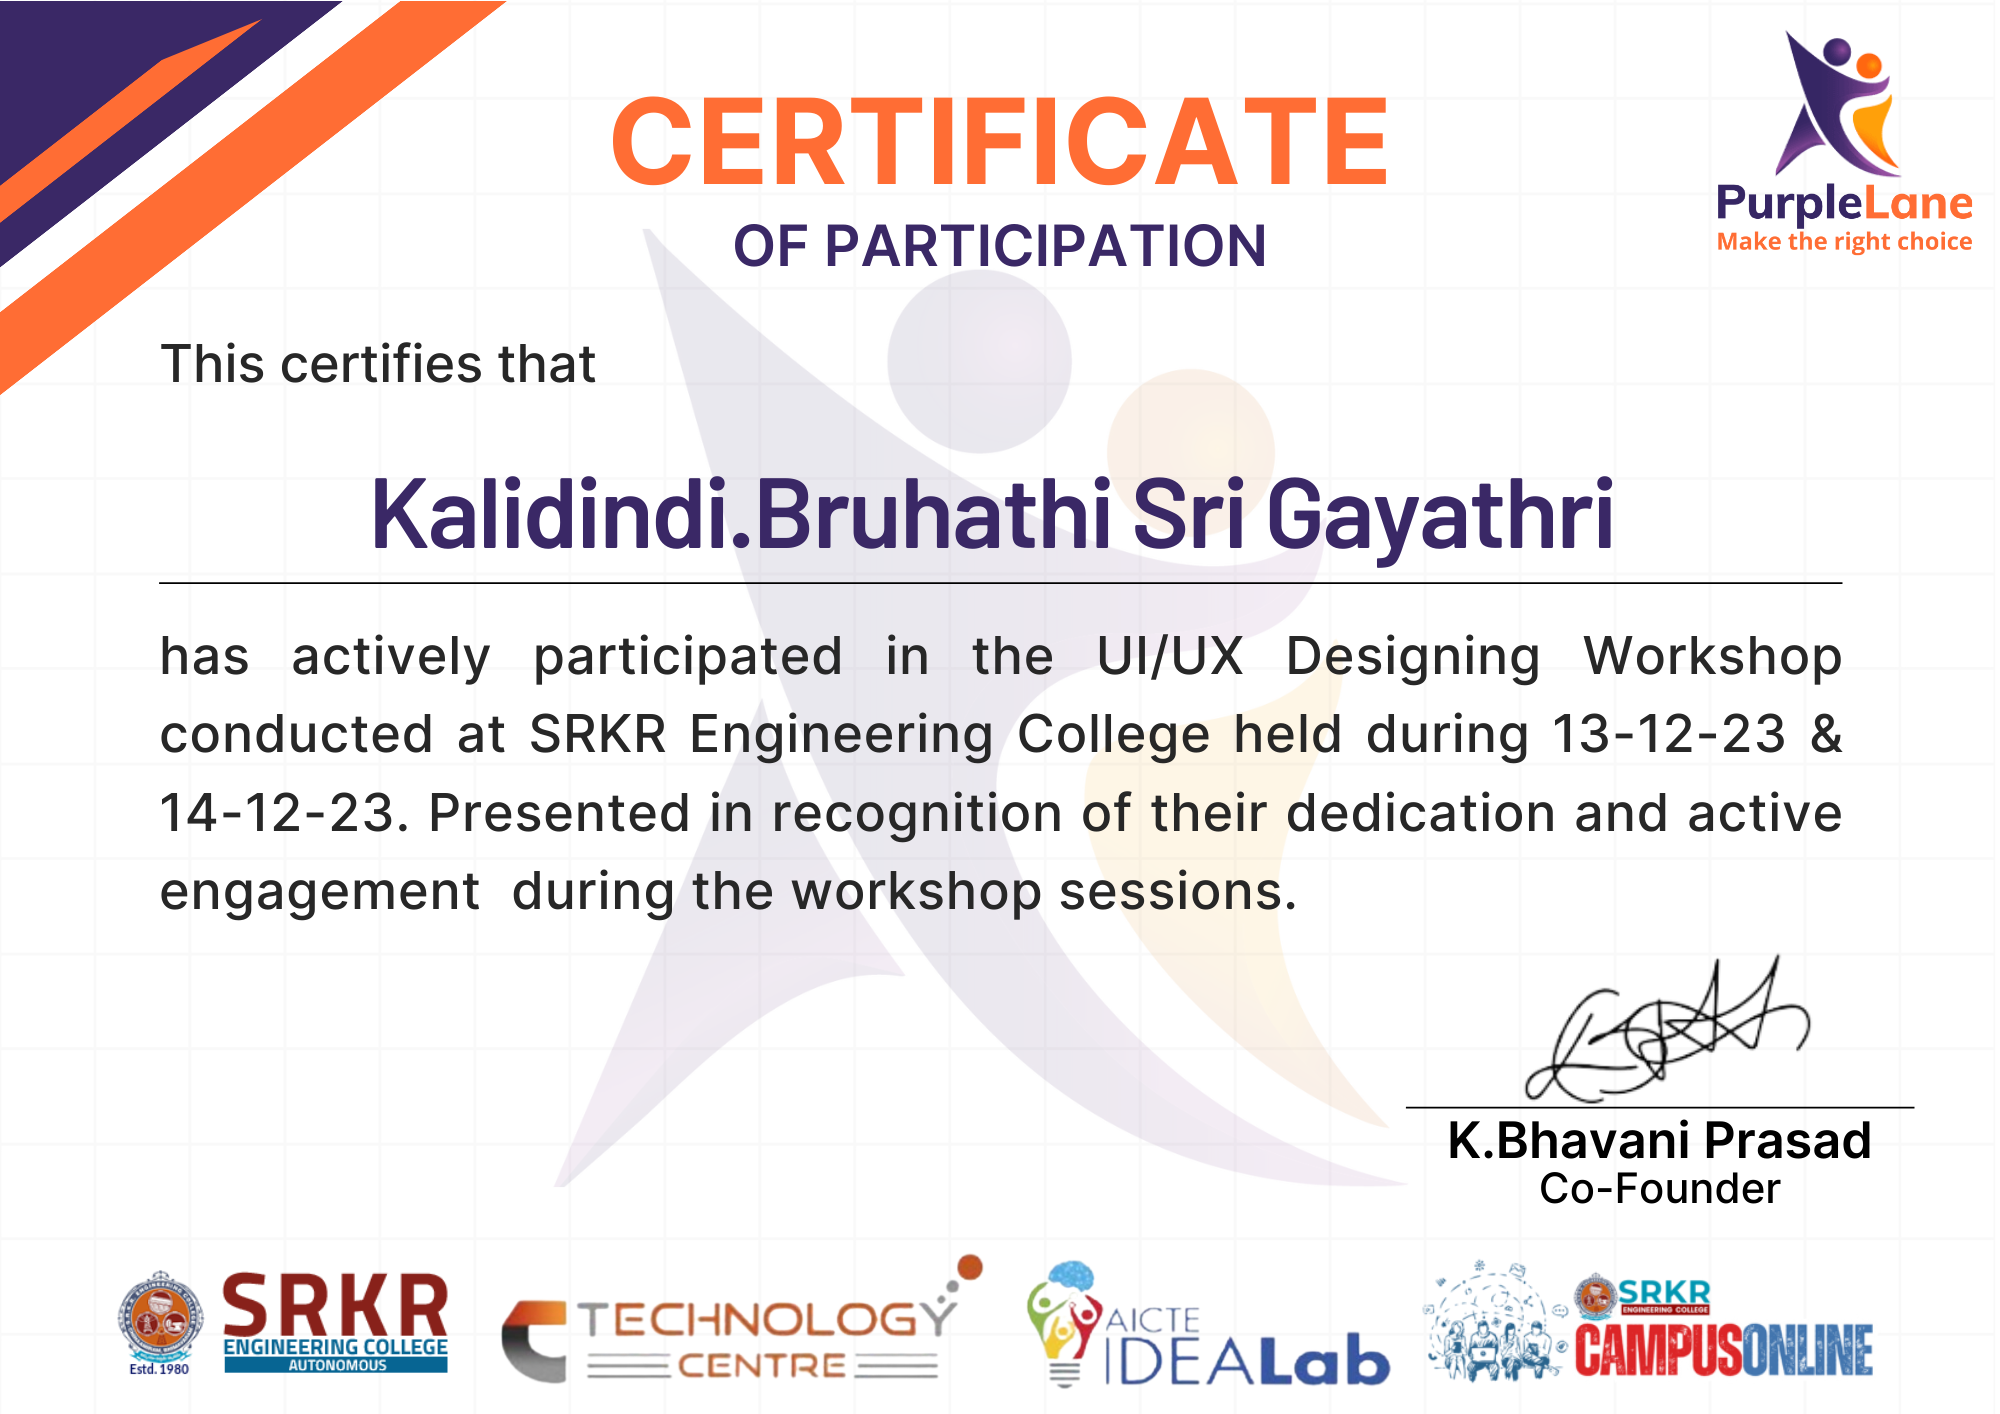 CERTIFICATE
OF PARTICIPATION
PurpleLane
Make the right choice
This certifies that
Kalidindi.Bruhathi Sri Gayathri
has actively participated in the UI/UX Designing Workshop
conducted at SRKR Engineering College held during 13-12-23 &
14-12-23. Presented in recognition of their dedication and active
engagement during the workshop sessions.
K.Bhavani Prasad
Co-Founder
Estd. 1980
SRKR
ENGINEERING COLLEGE
AUTONOMOUS
TECHNOLOGY
CENTRE
AICTE
IDEALab
SRKR
ENGINEERING COLLEGE
CAMPUSONLINE